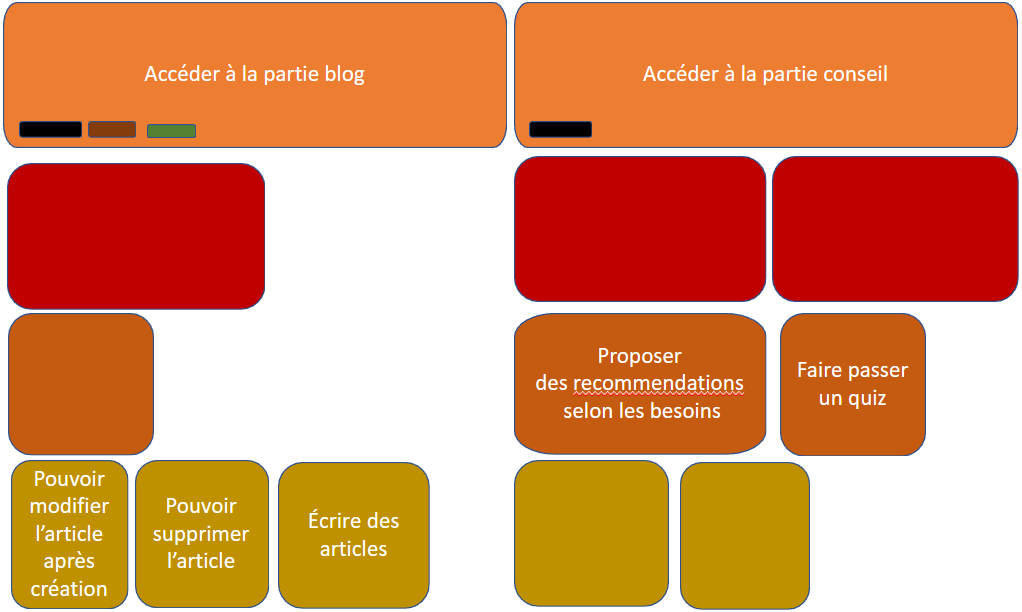 Accéder à la partie blog
Accéder à la partie conseil
Proposer
des recommendations
selon les besoins
Faire passer
un quiz
Pouvoir
modifier
l’article
après
création
Pouvoir
supprimer
l’article
Écrire des
articles